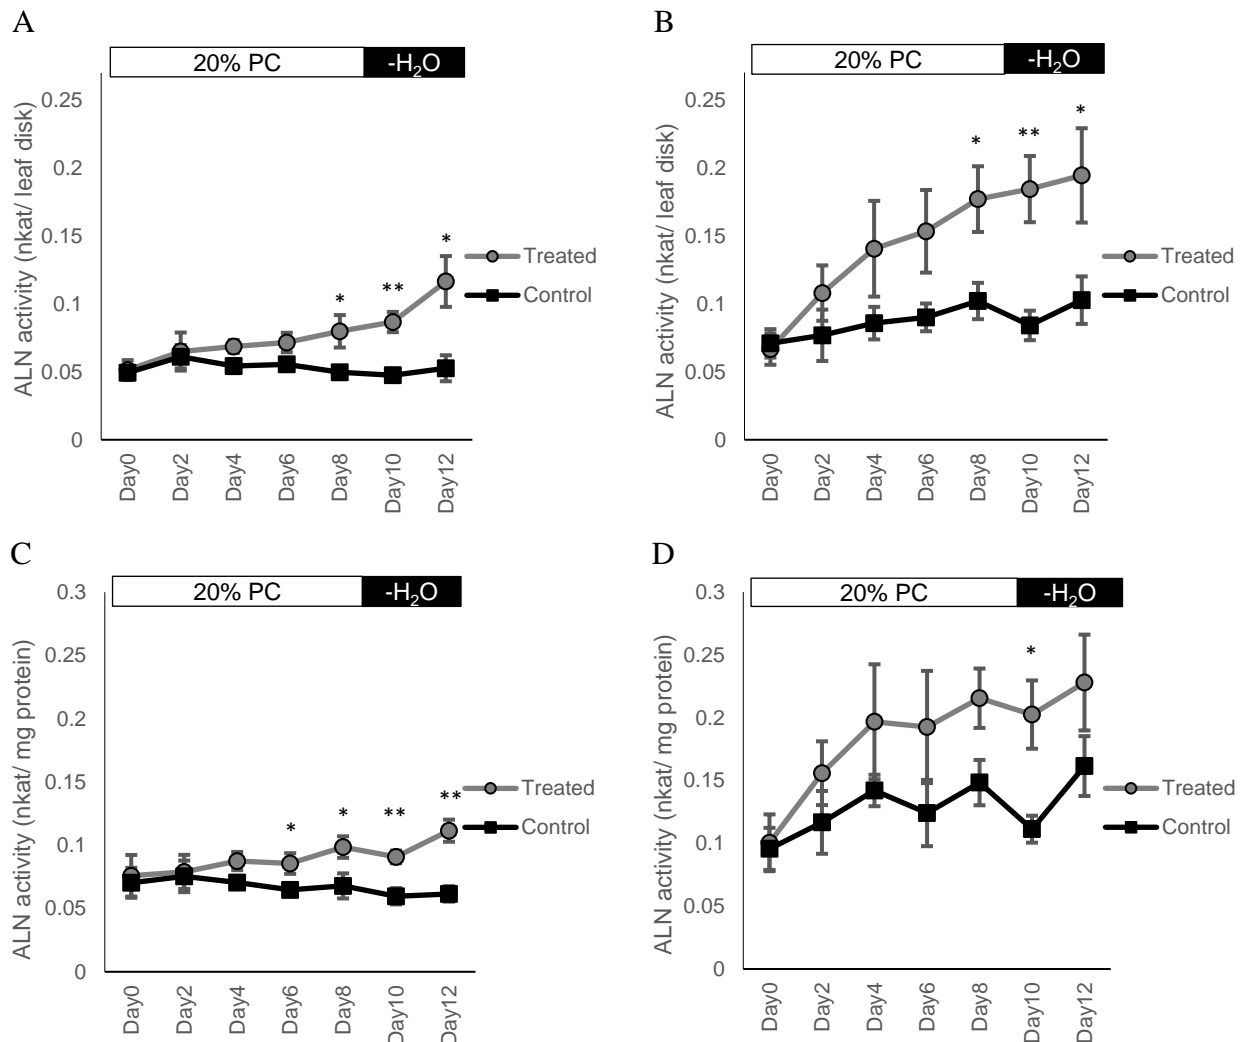 A
20% PC
-H₂O
ALN activity (nkat/ leaf disk)
0.25
0.2
0.15
0.1
0.05
0
*
**
*
Treated
Control
Day0
Day2
Day4
Day6
Day8
Day10
Day12
B
20% PC
-H₂O
ALN activity (nkat/ leaf disk)
0.25
0.2
0.15
0.1
0.05
0
*
**
*
Treated
Control
Day0
Day2
Day4
Day6
Day8
Day10
Day12
C
20% PC
-H₂O
ALN activity (nkat/ mg protein)
0.3
0.25
0.2
0.15
0.1
0.05
0
*
*
**
**
Treated
Control
Day0
Day2
Day4
Day6
Day8
Day10
Day12
D
20% PC
-H₂O
ALN activity (nkat/ mg protein)
0.3
0.25
0.2
0.15
0.1
0.05
0
*
Treated
Control
Day0
Day2
Day4
Day6
Day8
Day10
Day12